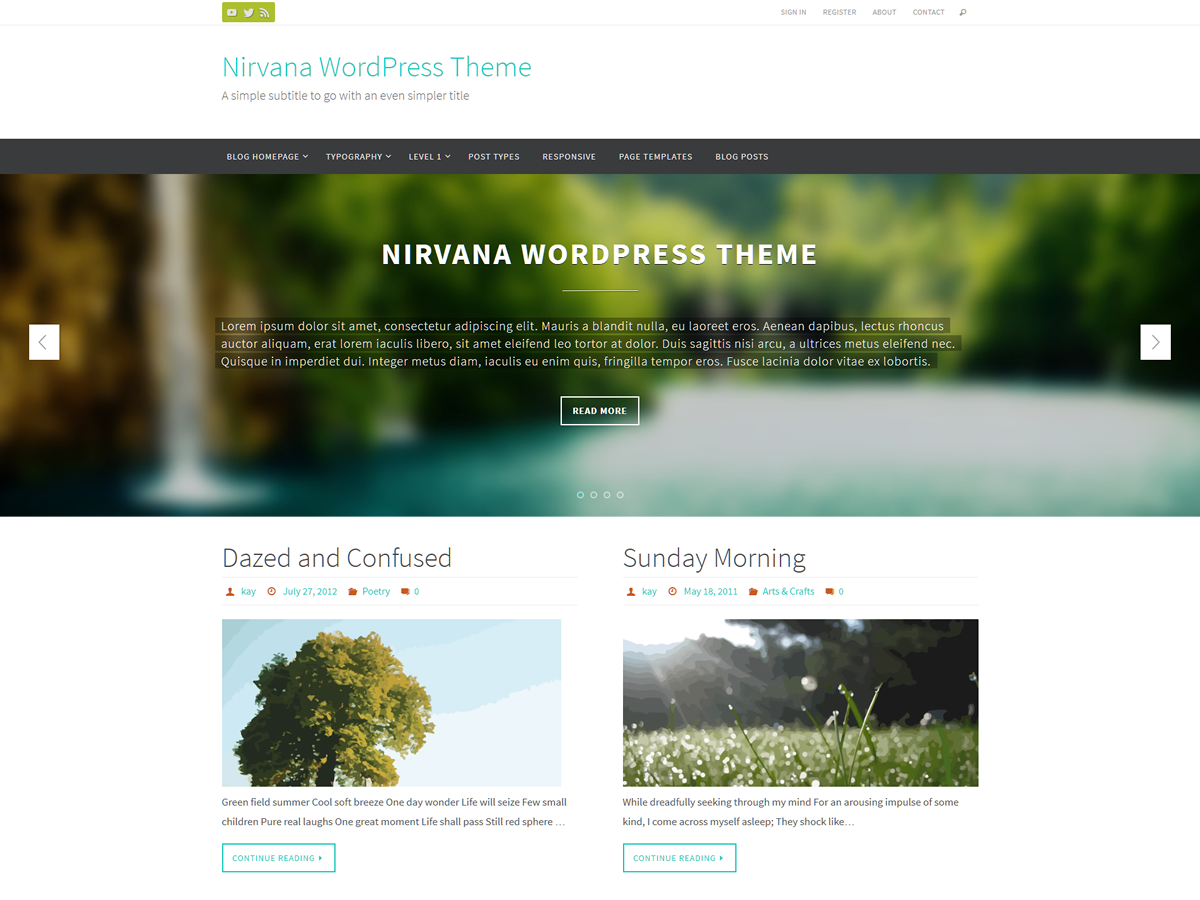 SIGN IN REGISTER ABOUT CONTACT
Nirvana WordPress Theme
A simple subtitle to go with an even simpler title
BLOG HOMEPAGE TYPOGRAPHY LEVEL 1 POST TYPES RESPONSIVE PAGE TEMPLATES BLOG POSTS
NIRVANA WORDPRESS THEME
Lorem ipsum dolor sit amet, consectetur adipiscing elit. Mauris a blandit nulla, eu laoreet eros. Aenean dapibus, lectus rhoncus
auctor aliquam, erat lorem iaculis libero, sit amet eleifend leo tortor at dolor. Duis sagittis nisi arcu, a ultrices metus eleifend nec.
Quisque in imperdiet dui. Integer metus diam, iaculis eu enim quis, fringilla tempor eros. Fusce lacinia dolor vitae ex lobortis.
READ MORE
Dazed and Confused
kay July 27, 2012 Poetry 0
Green field summer Cool soft breeze One day wonder Life will seize Few small
children Pure real laughs One great moment Life shall pass Still red sphere …
CONTINUE READING
Sunday Morning
kay May 18, 2011 Arts & Crafts 0
While dreadfully seeking through my mind For an arousing impulse of some
kind, I come across myself asleep; They shock like…
CONTINUE READING